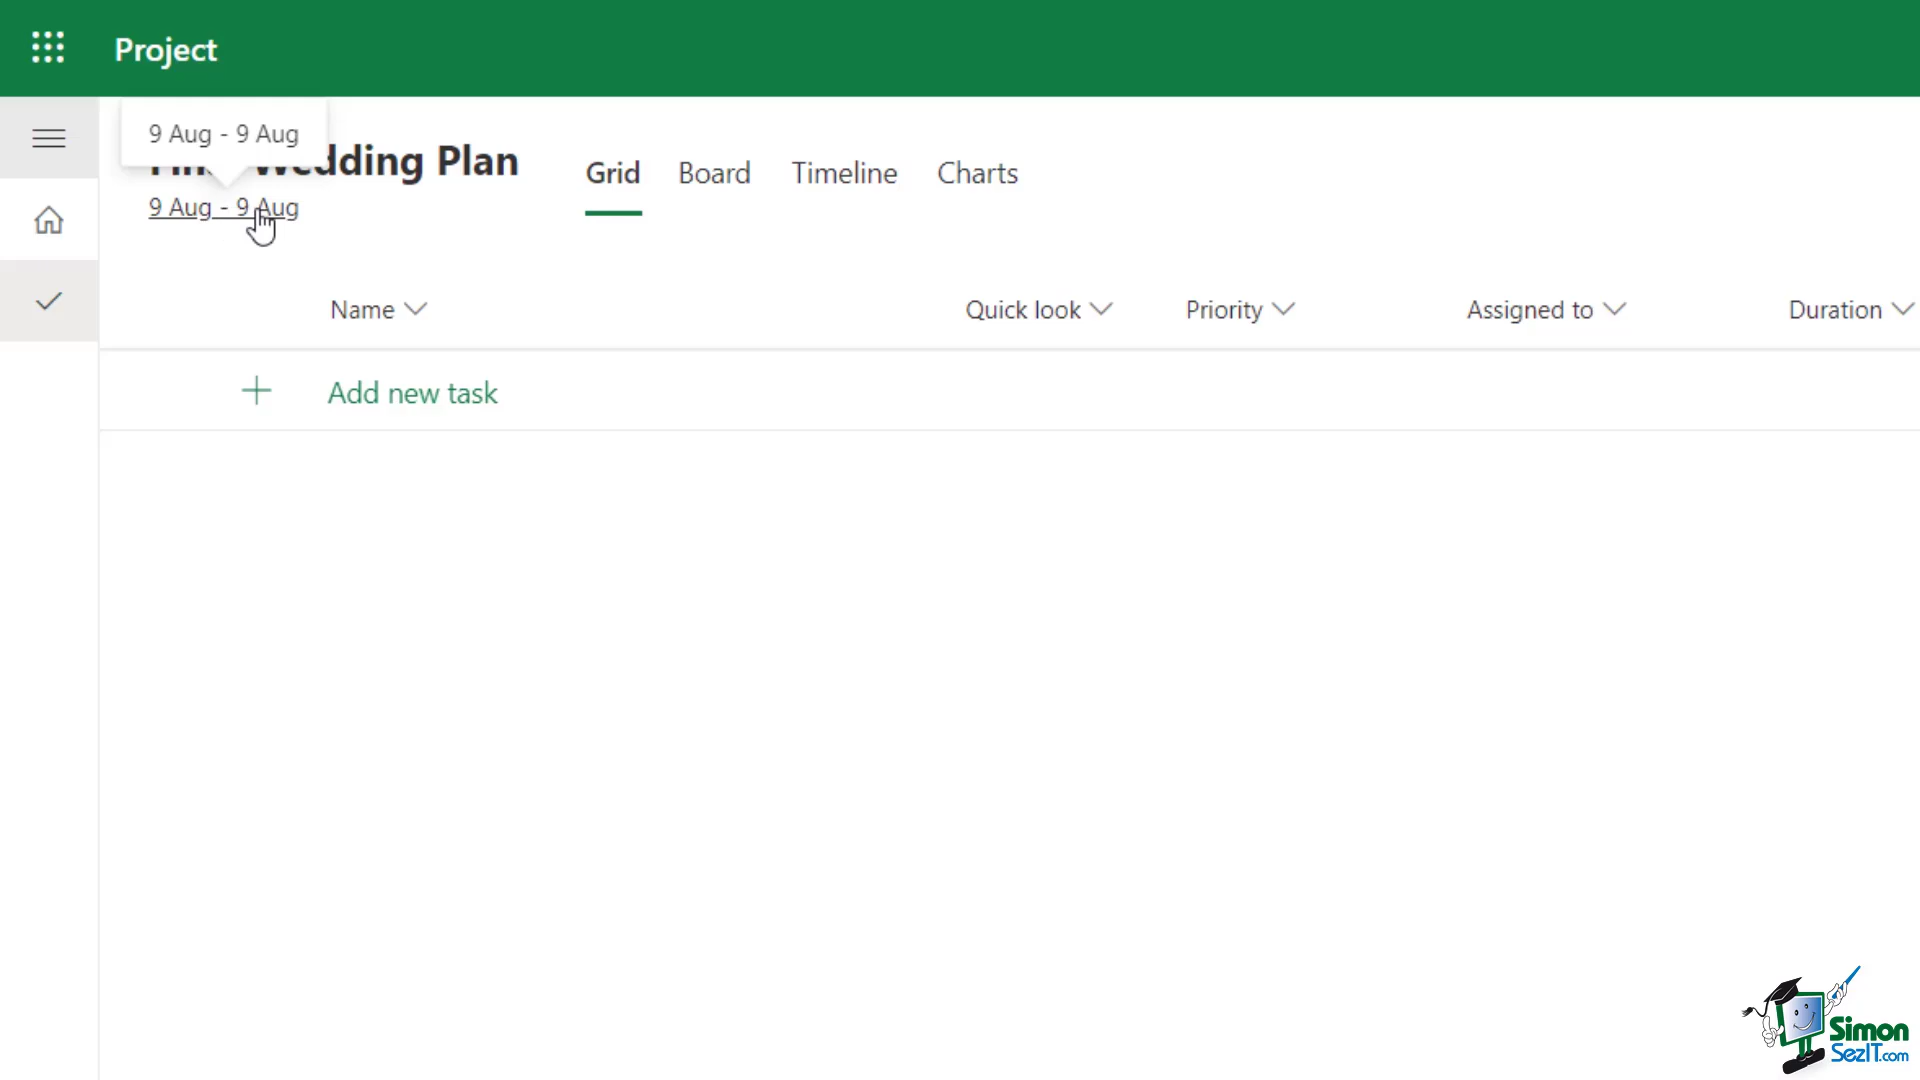 Project
9 Aug - 9 Aug
Wedding Plan
9 Aug - 9 Aug
Grid
Board
Timeline
Charts
Name
Quick look
Priority
Assigned to
Duration
Add new task
Simon
SezIT.com